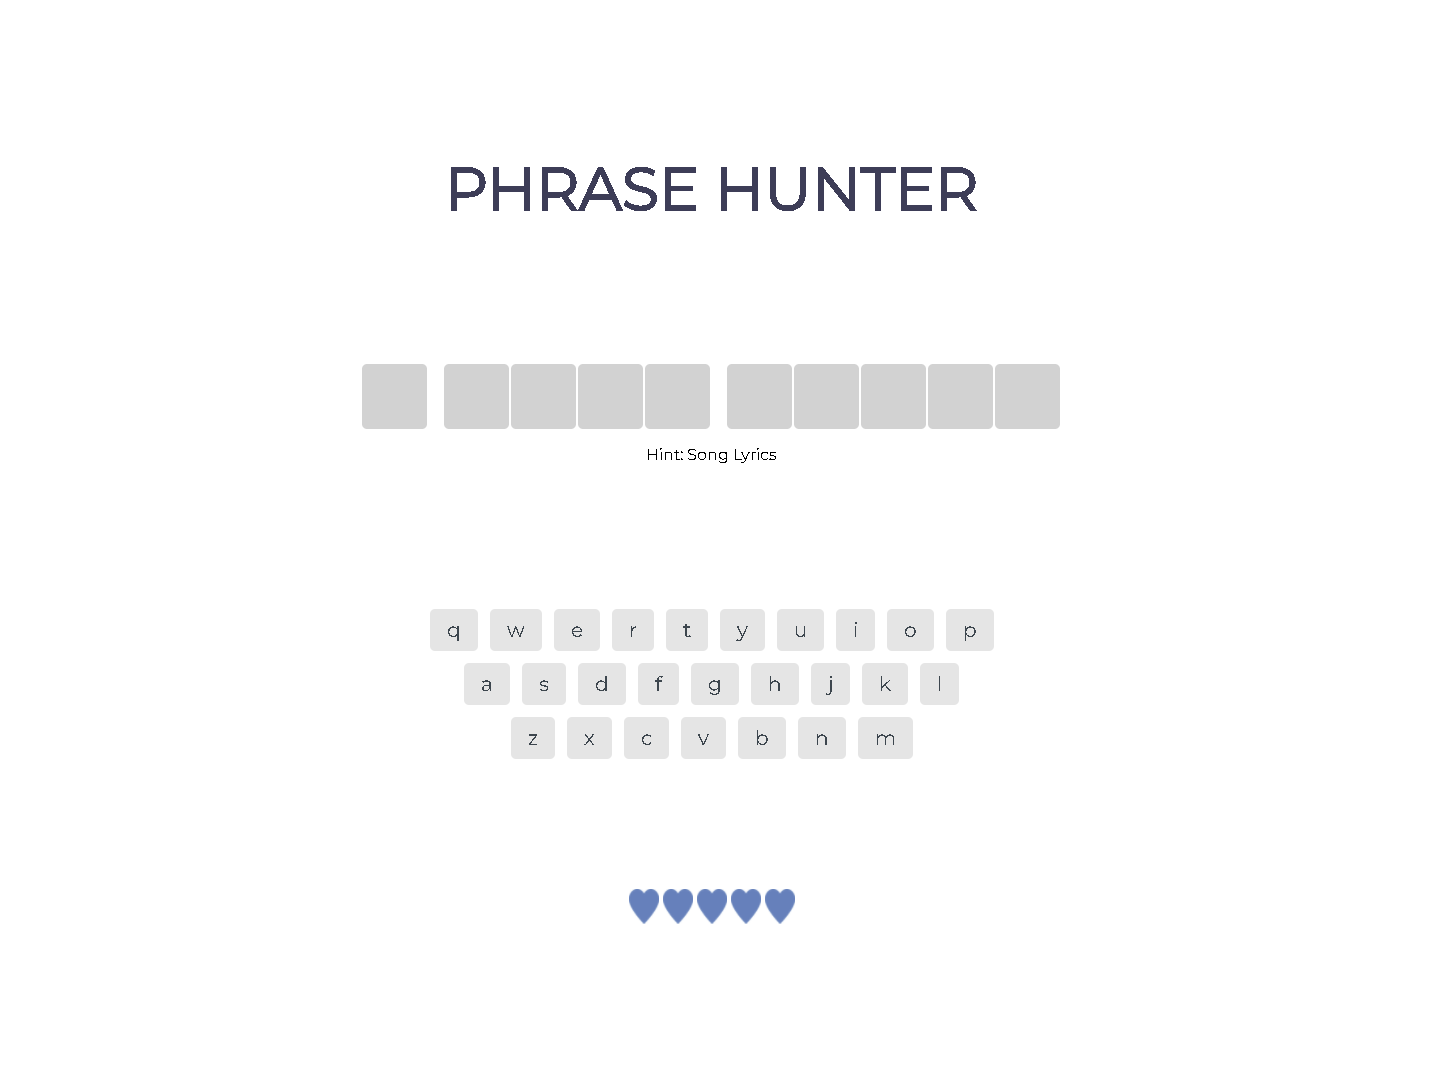 PHRASE HUNTER
Hint: Song Lyrics
q w e r t y u i o p
a s d f g h j k l
z x c v b n m